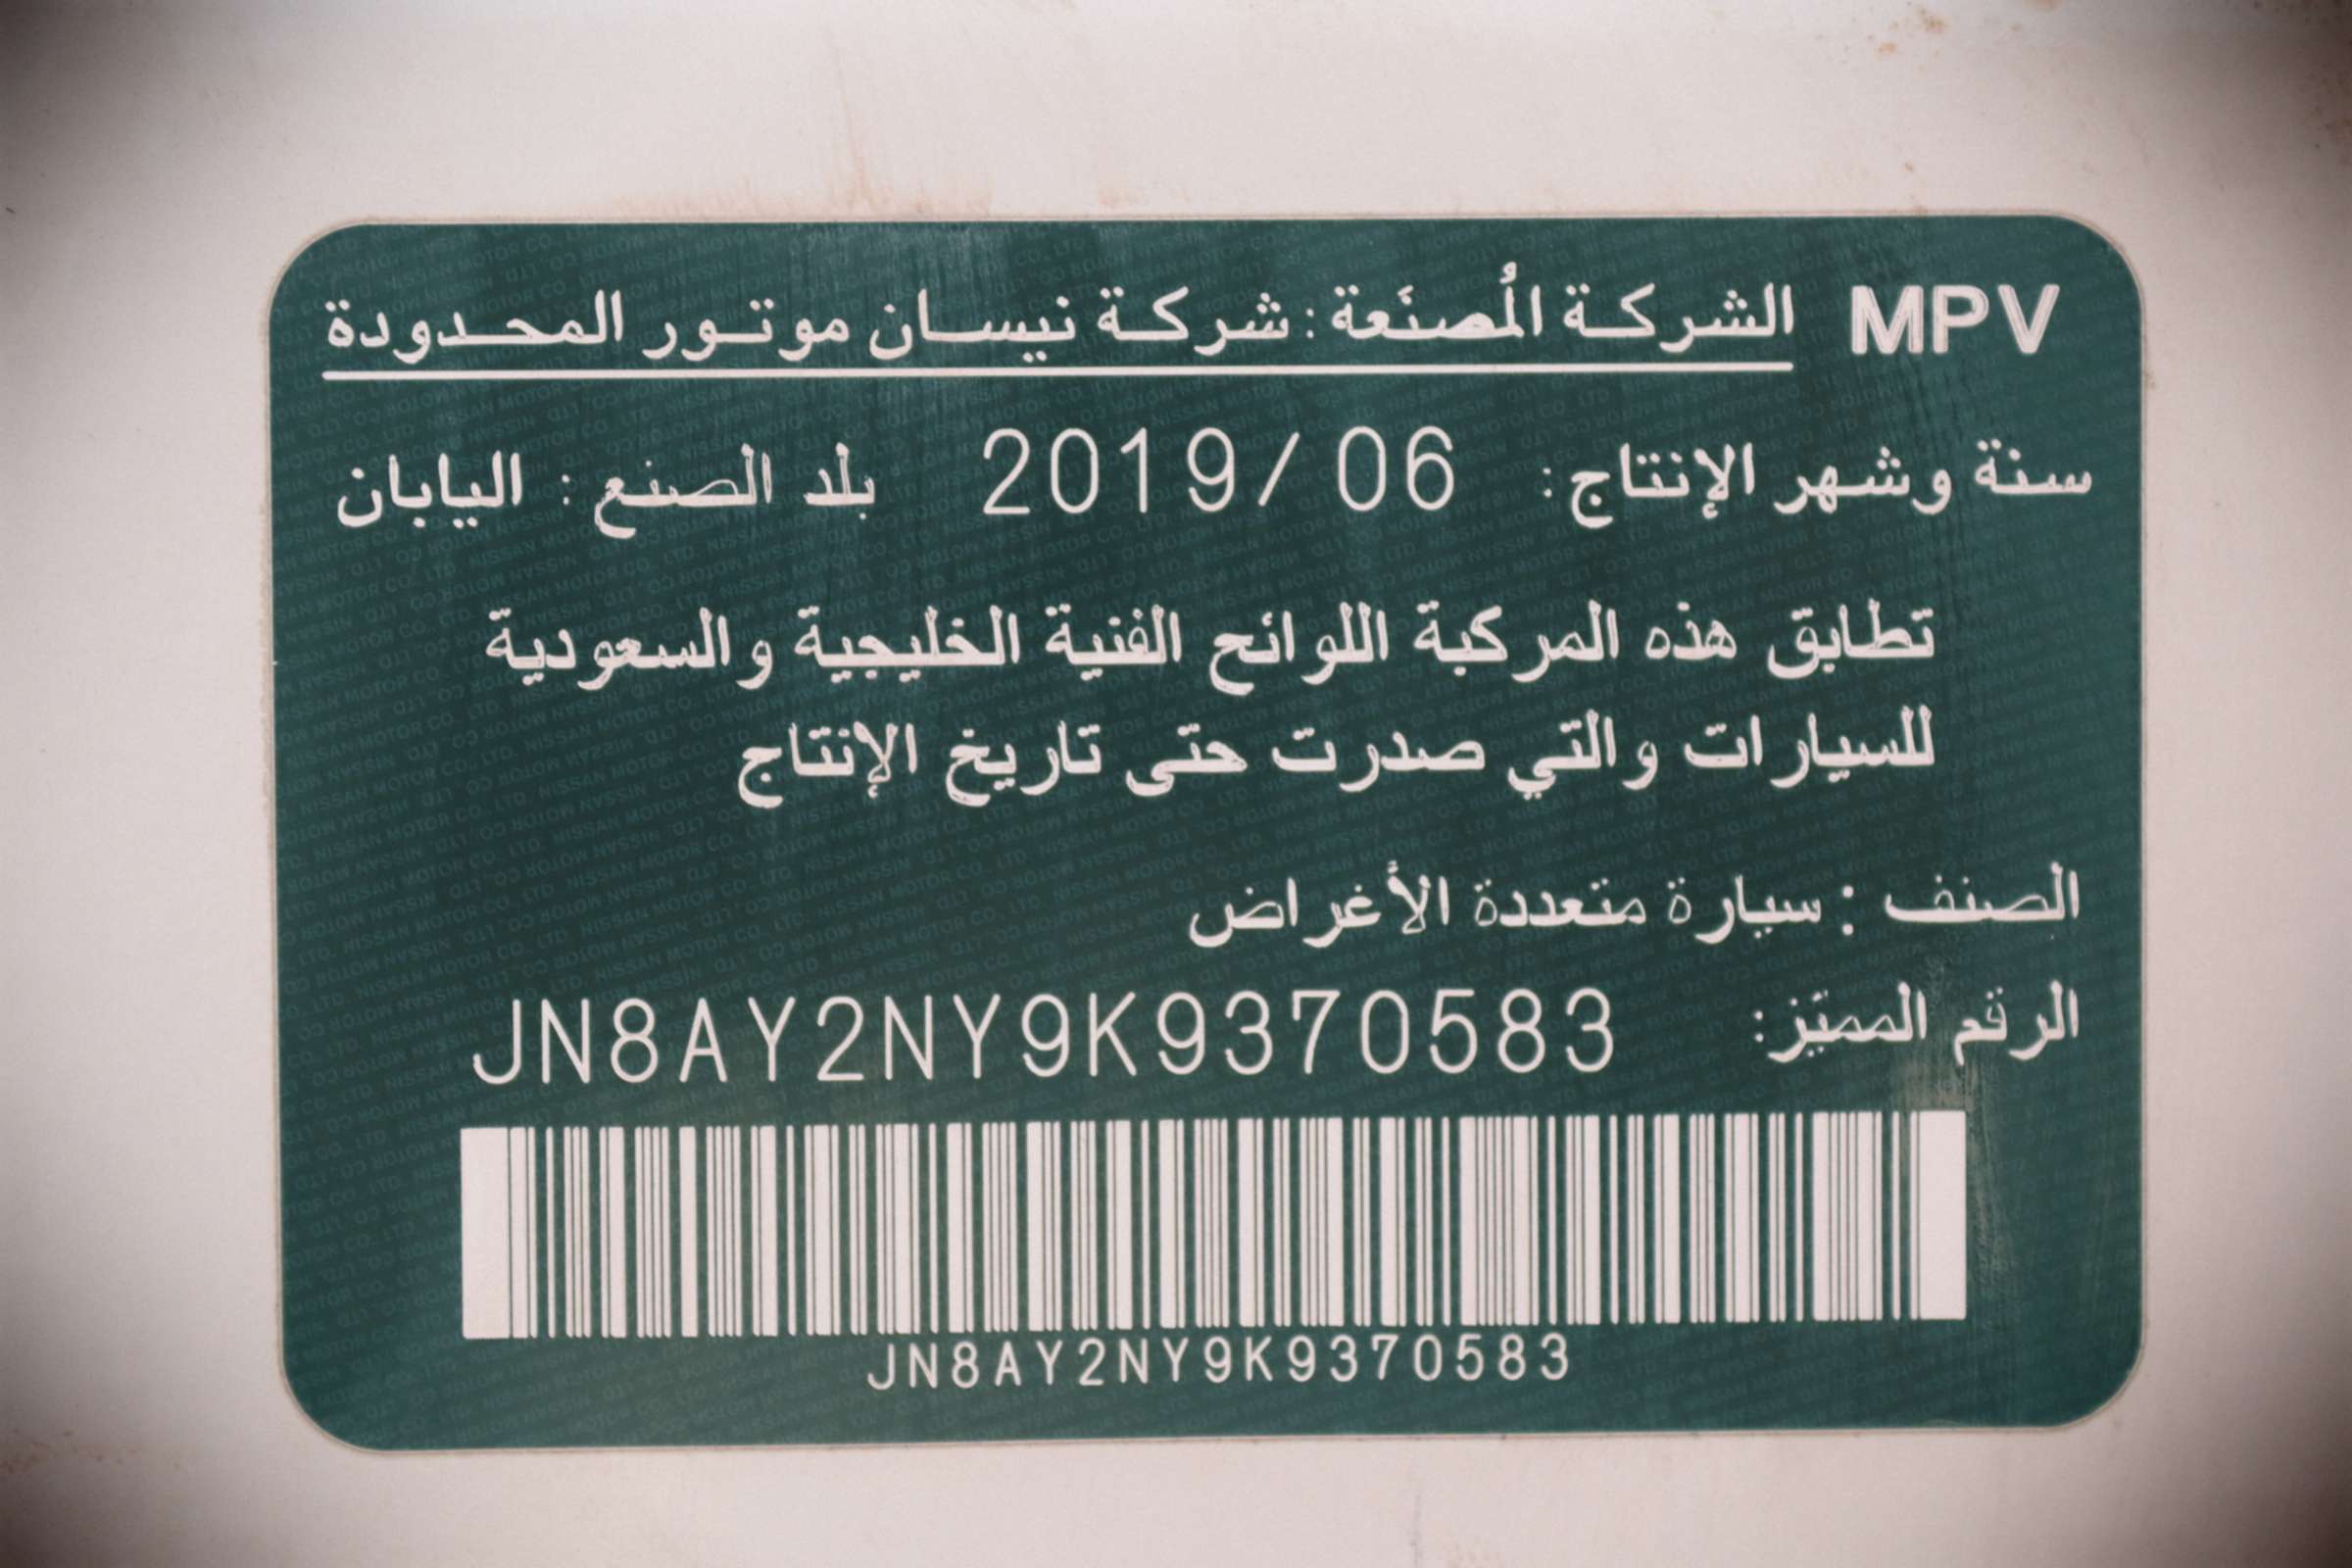 MPV الشركة المُصنَعة : شركة نيسان موتور المحدودة
سنة وشهر الإنتاج: 2019/06 بلد الصنع : اليابان
تطابق هذه المركبة اللوائح الفنية الخليجية والسعودية
للسيارات والتي صدرت حتى تاريخ الإنتاج
الصنف : سيارة متعددة الأغراض
الرقم المميّز: JN8AY2NY9K9370583
JN8AY2NY9K9370583